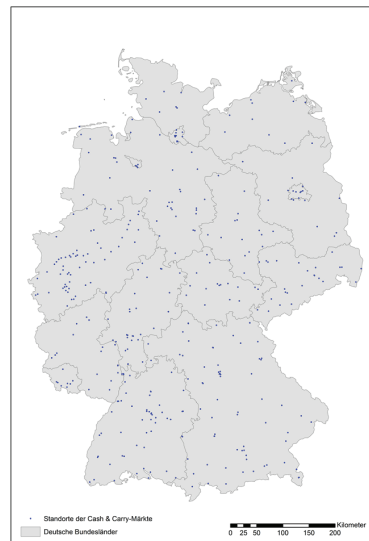 Standorte der Cash & Carry-Märkte
Deutsche Bundesländer
Kilometer
0 25 50 100 150 200